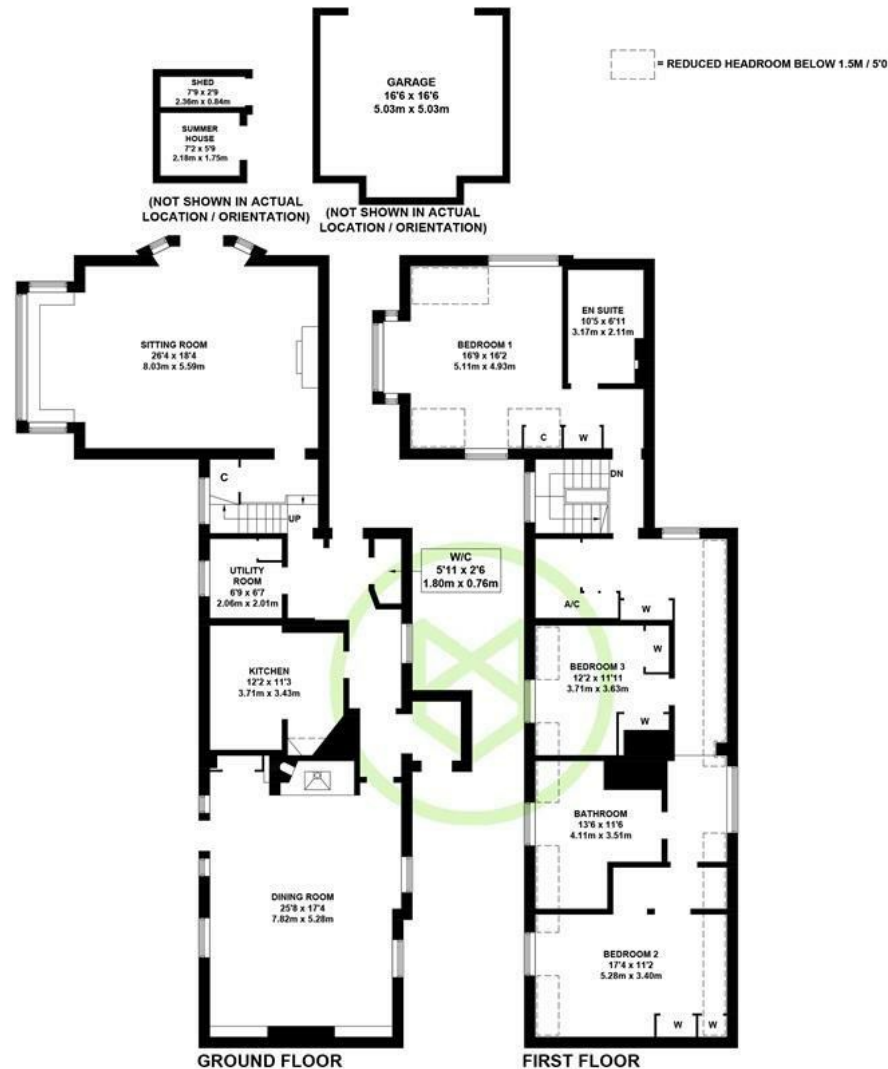 SHED
7'9 x 2'9
2.36m x 0.84m
SUMMER
HOUSE
7'2 x 5'9
2.18m x 1.75m
(NOT SHOWN IN ACTUAL
LOCATION / ORIENTATION)
GARAGE
16'6 x 16'6
5.03m x 5.03m
(NOT SHOWN IN ACTUAL
LOCATION / ORIENTATION)
= REDUCED HEADROOM BELOW 1.5M / 5'0
SITTING ROOM
26'4 x 18'4
8.03m x 5.59m
C
UP
UTILITY
ROOM
6'9 x 6'7
2.06m x 2.01m
W/C
5'11 x 2'6
1.80m x 0.76m
KITCHEN
12'2 x 11'3
3.71m x 3.43m
DINING ROOM
25'8 x 17'4
7.82m x 5.28m
GROUND FLOOR
BEDROOM 1
16'9 x 16'2
5.11m x 4.93m
EN SUITE
10'5 x 6'11
3.17m x 2.11m
C
W
DN
A/C
W
BEDROOM 3
12'2 x 11'11
3.71m x 3.63m
W
W
BATHROOM
13'6 x 11'6
4.11m x 3.51m
BEDROOM 2
17'4 x 11'2
5.28m x 3.40m
W
W
FIRST FLOOR